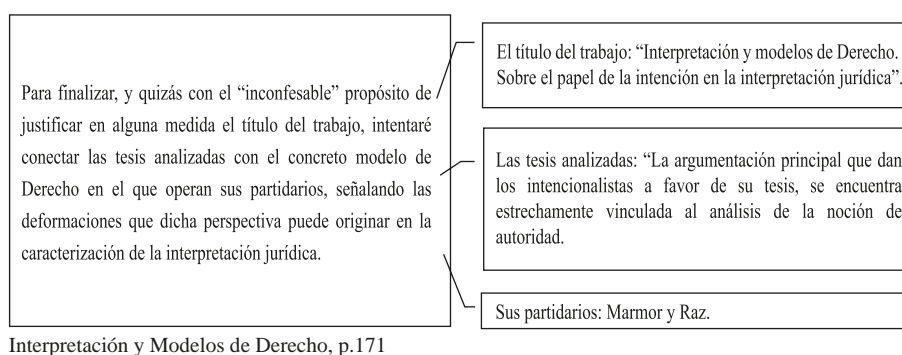 Para finalizar, y quizás con el “inconfesable” propósito de
justificar en alguna medida el título del trabajo, intentaré
conectar las tesis analizadas con el concreto modelo de
Derecho en el que operan sus partidarios, señalando las
deformaciones que dicha perspectiva puede originar en la
caracterización de la interpretación jurídica.
El título del trabajo: “Interpretación y modelos de Derecho.
Sobre el papel de la intención en la interpretación jurídica”.
Las tesis analizadas: “La argumentación principal que dan
los intencionalistas a favor de su tesis, se encuentra
estrechamente vinculada al análisis de la noción de
autoridad.
Sus partidarios: Marmor y Raz.
Interpretación y Modelos de Derecho, p.171